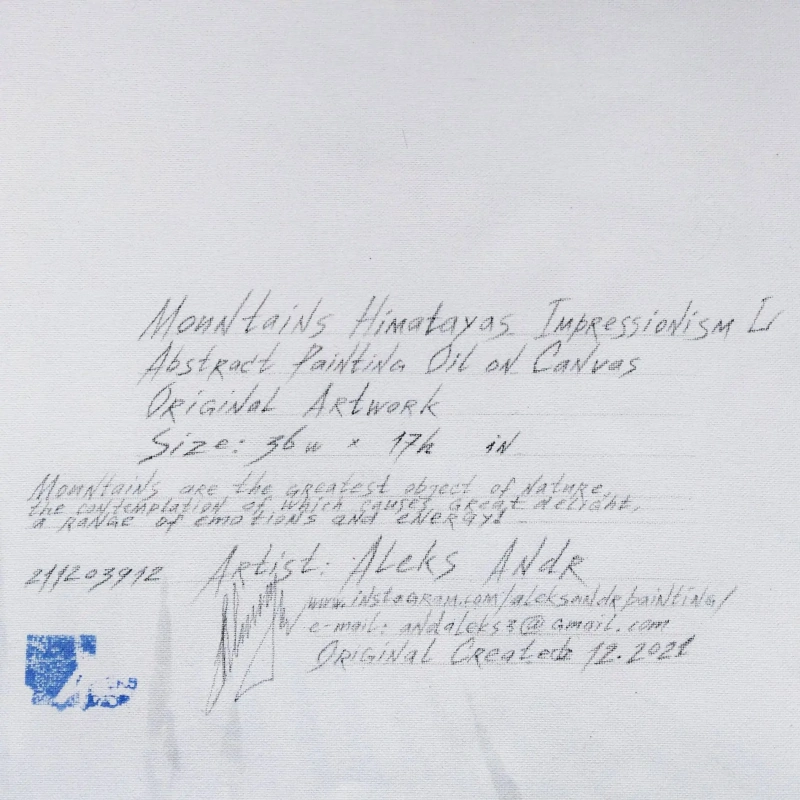 Mountains Himalayas Impressionism L
Abstract Painting Oil on Canvas
Original Artwork
Size: 36w x 17h in
Mountains are the greatest object of nature,
the contemplation of which causes great delight,
a range of emotions and energy!
211203912
Artist: Aleks Andr
www.instagram.com/aleksandrpainting/
e-mail: andaleks3@gmail.com
Original Created: 12.2021